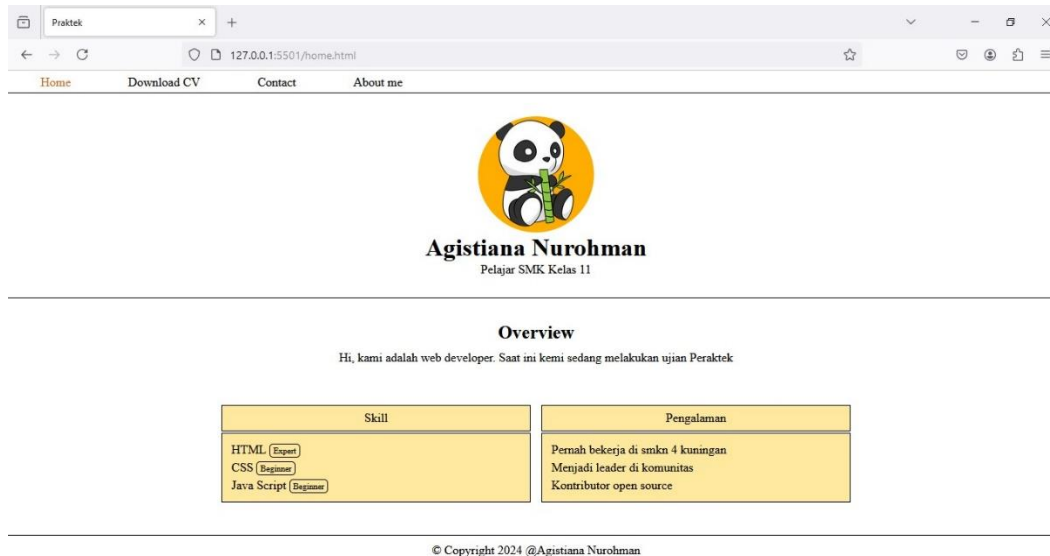 Praktek
127.0.0.1:5501/home.html
Home Download CV Contact About me
Agistiana Nurohman
Pelajar SMK Kelas 11
Overview
Hi, kami adalah web developer. Saat ini kemi sedang melakukan ujian Peraktek
Skill
HTML Expert
CSS Beginner
Java Script Beginner
Pengalaman
Pernah bekerja di smkn 4 kuningan
Menjadi leader di komunitas
Kontributor open source
© Copyright 2024 @Agistiana Nurohman